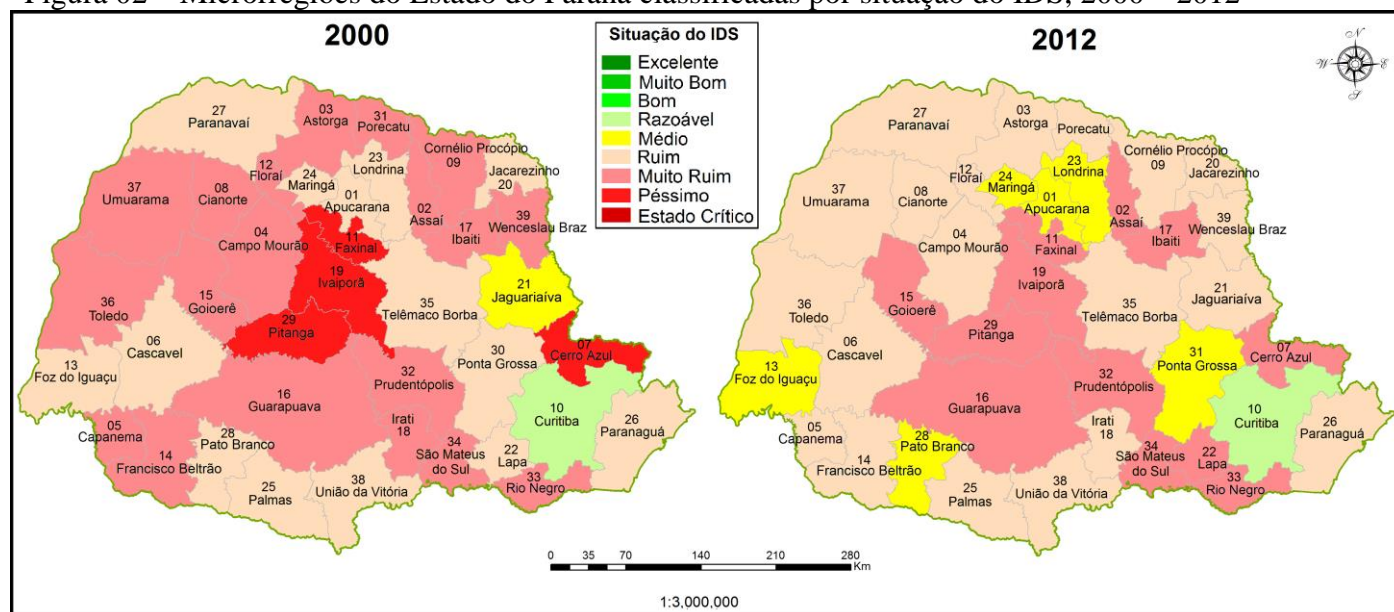 Figura 02 – Microrregiões do Estado do Paraná classificadas por situação do IDS, 2000 – 2012
2000
27
Paranavaí
03
Astorga
31
Porecatu
Cornélio Procópio
09
Jacarezinho
20
23
Londrina
12
Floraí
24
Maringá
01
Apucarana
37
Umuarama
08
Cianorte
02
Assaí
39
Wenceslau Braz
17
Ibaiti
04
Campo Mourão
11
Faxinal
19
Ivaiporã
21
Jaguariaíva
36
Toledo
15
Goioerê
35
Telêmaco Borba
29
Pitanga
06
Cascavel
07
Cerro Azul
13
Foz do Iguaçu
30
Ponta Grossa
32
Prudentópolis
16
Guarapuava
10
Curitiba
26
Paranaguá
05
Capanema
Irati
18
28
Pato Branco
34
São Mateus
do Sul
14
Francisco Beltrão
22
Lapa
33
Rio Negro
25
Palmas
38
União da Vitória
Situação do IDS
Excelente
Muito Bom
Bom
Razoável
Médio
Ruim
Muito Ruim
Péssimo
Estado Crítico
2012
N
W
E
S
27
Paranavaí
03
Astorga
Porecatu
Cornélio Procópio
09
20
Jacarezinho
23
Londrina
12
Floraí
24
Maringá
01
Apucarana
37
Umuarama
08
Cianorte
02
Assaí
39
Wenceslau Braz
17
Ibaiti
04
Campo Mourão
11
Faxinal
19
Ivaiporã
21
Jaguariaíva
36
Toledo
15
Goioerê
35
Telêmaco Borba
29
Pitanga
06
Cascavel
07
Cerro Azul
13
Foz do Iguaçu
31
Ponta Grossa
32
Prudentópolis
16
Guarapuava
10
Curitiba
26
Paranaguá
05
Capanema
Irati
18
28
Pato Branco
34
São Mateus
do Sul
14
Francisco Beltrão
22
Lapa
33
Rio Negro
25
Palmas
38
União da Vitória
0 35 70 140 210 280
Km
1:3,000,000